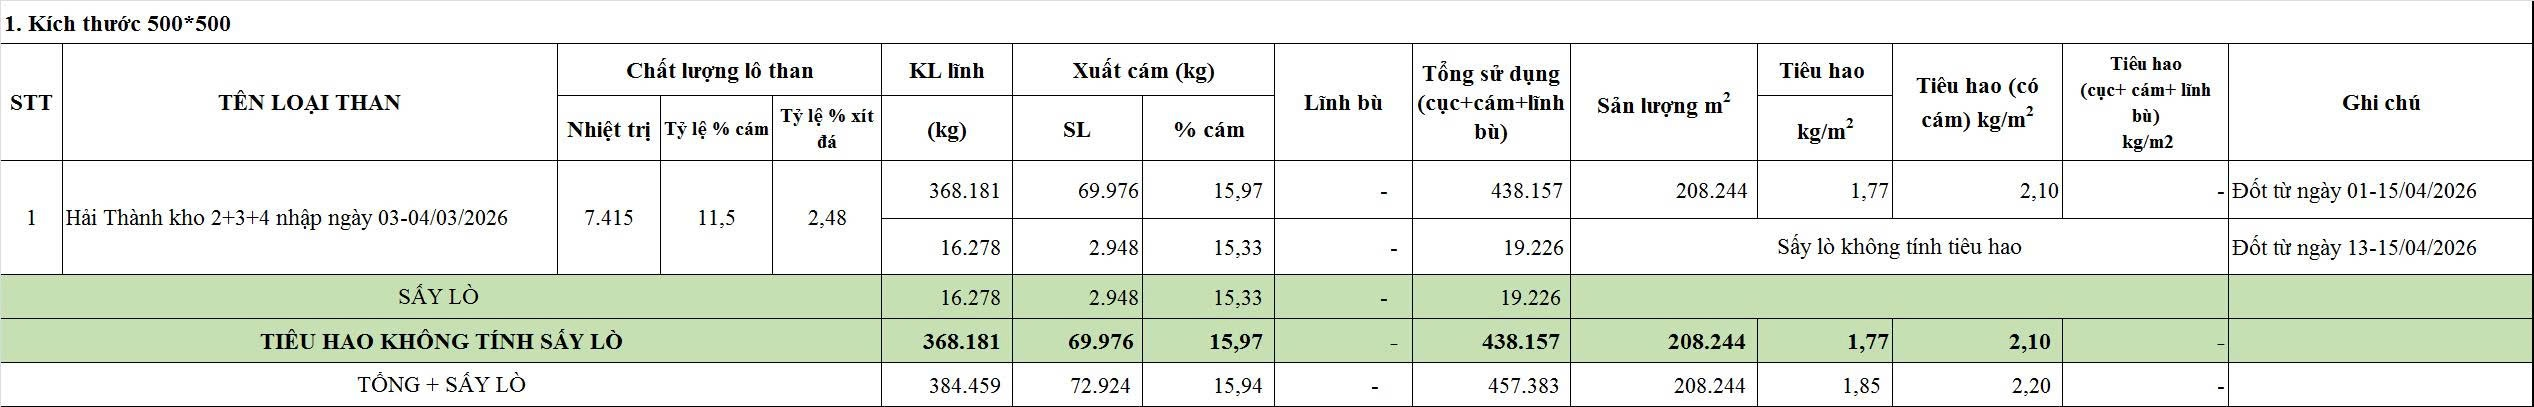 1. Kích thước 500*500
STT TÊN LOẠI THAN Chất lượng lô than KL lĩnh Xuất cám (kg) Lĩnh bù Tổng sử dụng (cục+cám+lĩnh bù) Sản lượng m² Tiêu hao Tiêu hao (có cám) kg/m² Tiêu hao (cục+ cám+ lĩnh bù) kg/m2 Ghi chú
Nhiệt trị Tỷ lệ % cám Tỷ lệ % xít đá (kg) SL % cám kg/m²
1 Hải Thành kho 2+3+4 nhập ngày 03-04/03/2026 7.415 11,5 2,48 368.181 69.976 15,97 - 438.157 208.244 1,77 2,10 - Đốt từ ngày 01-15/04/2026
16.278 2.948 15,33 - 19.226 Sấy lò không tính tiêu hao Đốt từ ngày 13-15/04/2026
SẤY LÒ 16.278 2.948 15,33 - 19.226
TIÊU HAO KHÔNG TÍNH SẤY LÒ 368.181 69.976 15,97 - 438.157 208.244 1,77 2,10 -
TỔNG + SẤY LÒ 384.459 72.924 15,94 - 457.383 208.244 1,85 2,20 -